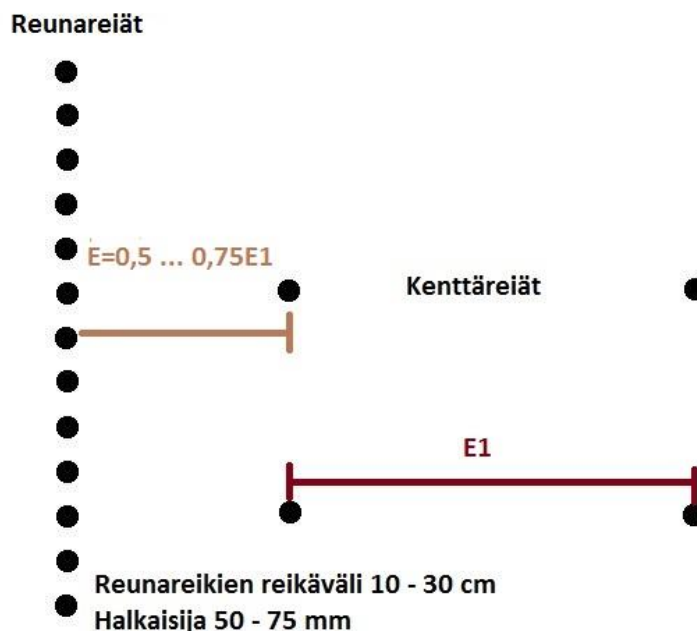 Reunareiät
E=0,5 ... 0,75E1
Kenttäreiät
E1
Reunareikien reikäväli 10 - 30 cm
Halkaisija 50 - 75 mm